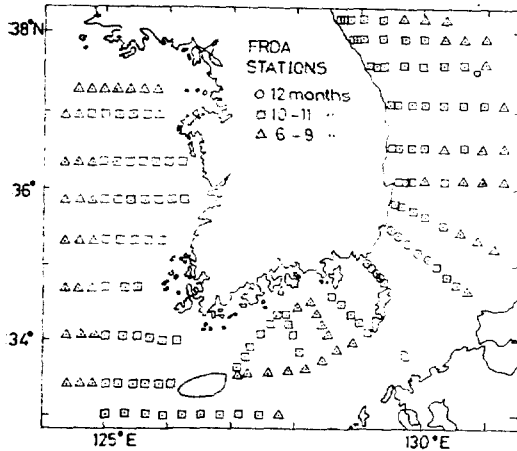 38°N
FRDA
STATIONS
12 months
10-11 "
6-9 "
36°
34°
125°E
130°E